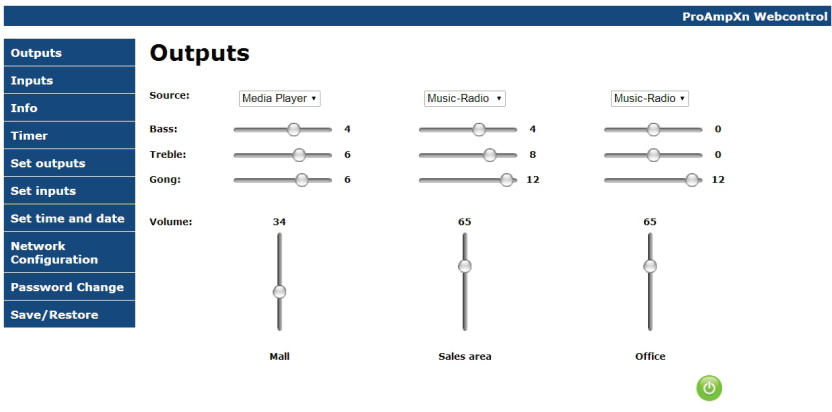 ProAmpXn Webcontrol
Outputs
Inputs
Info
Timer
Set outputs
Set inputs
Set time and date
Network
Configuration
Password Change
Save/Restore
Outputs
Source: Media Player Music-Radio Music-Radio
Bass: 4 4 0
Treble: 6 8 0
Gong: 6 12 12
Volume: 34 65 65
Mall Sales area Office